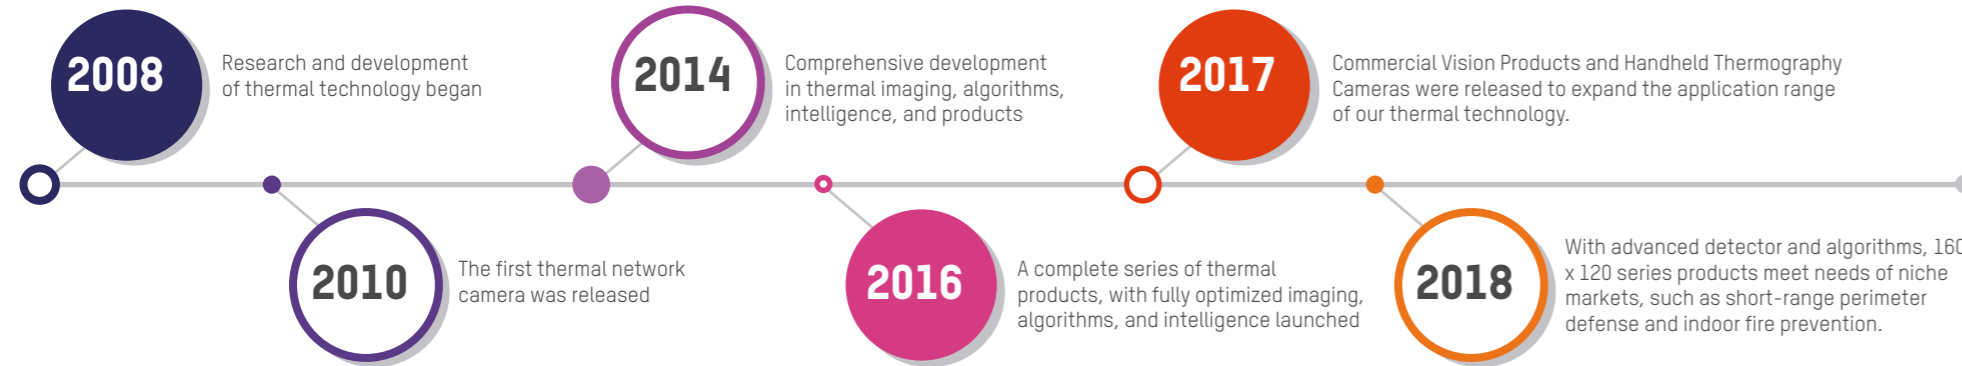 2008
Research and development
of thermal technology began
2010
The first thermal network
camera was released
2014
Comprehensive development
in thermal imaging, algorithms,
intelligence, and products
2016
A complete series of thermal
products, with fully optimized imaging,
algorithms, and intelligence launched
2017
Commercial Vision Products and Handheld Thermography
Cameras were released to expand the application range
of our thermal technology.
2018
With advanced detector and algorithms, 160
x 120 series products meet needs of niche
markets, such as short-range perimeter
defense and indoor fire prevention.